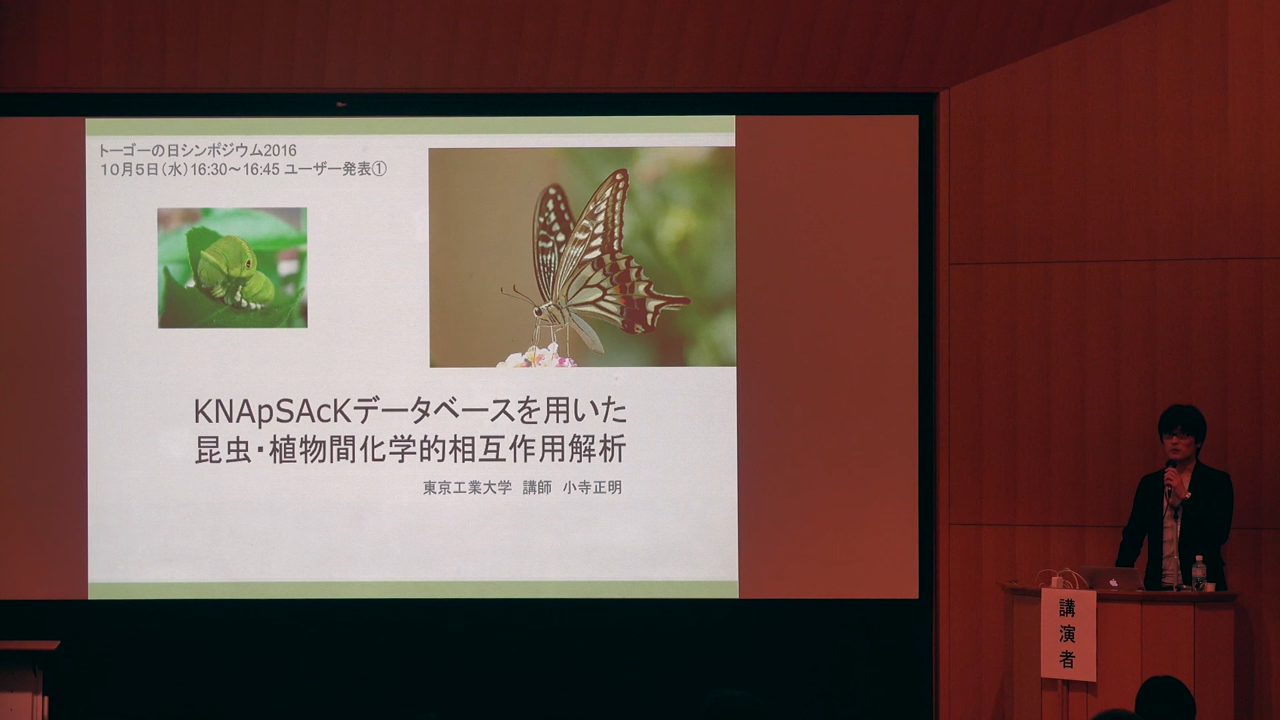 トーゴーの日シンポジウム2016
10月5日（水）16:30～16:45 ユーザー発表①
KNApSAcKデータベースを用いた
昆虫・植物間化学的相互作用解析
東京工業大学　講師　小寺正明
講演者